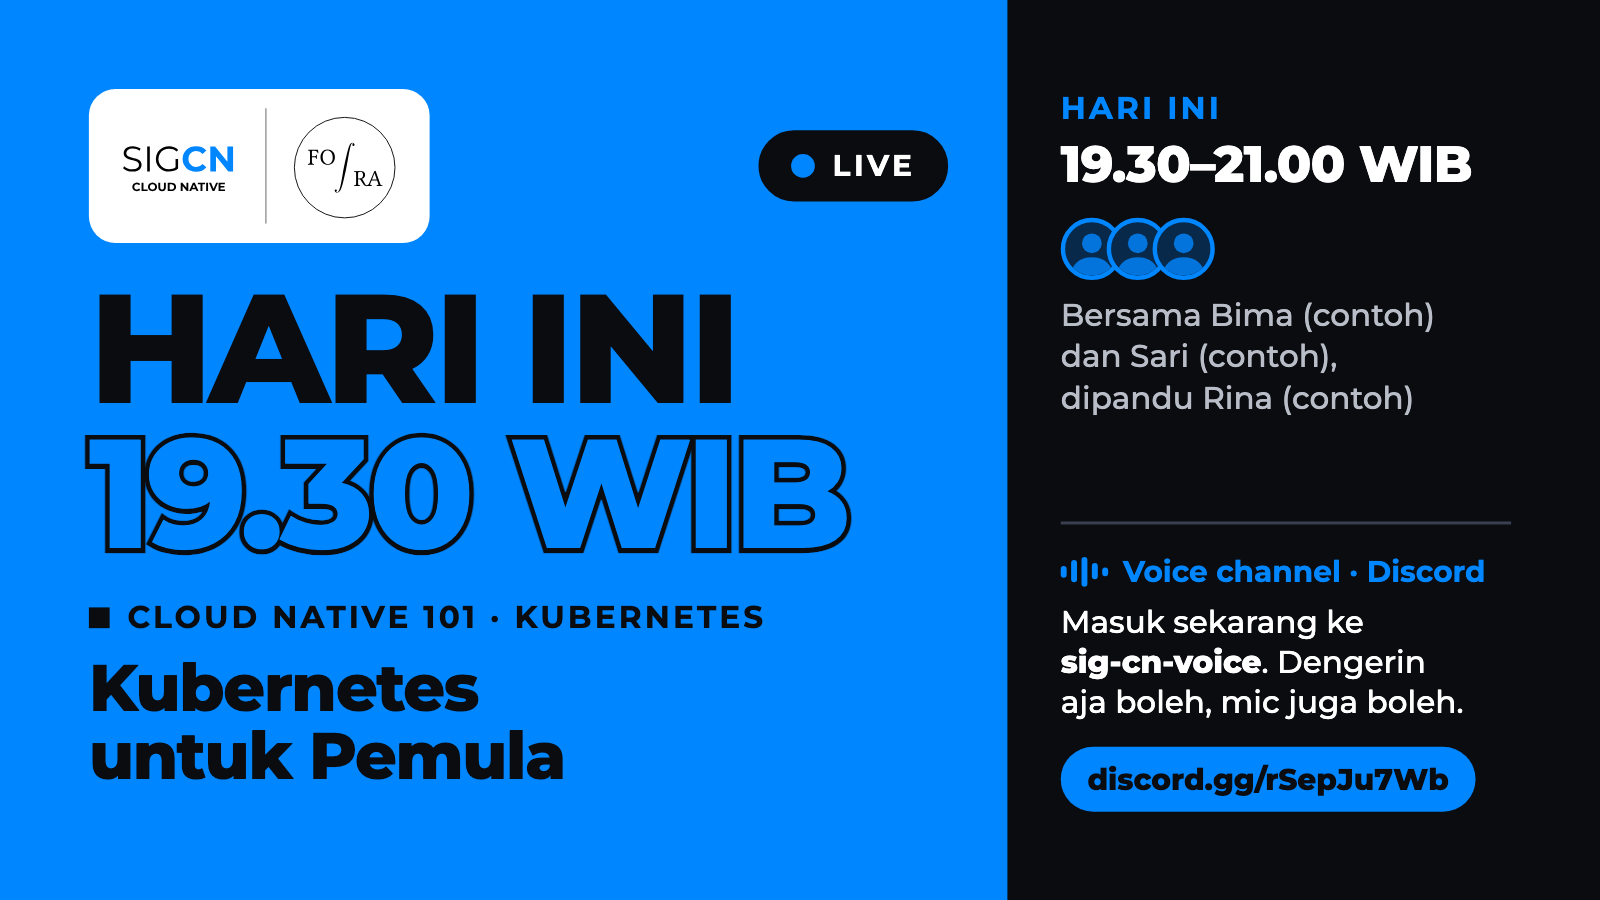 SIGCN
CLOUD NATIVE
FO
RA
LIVE
HARI INI
19.30 WIB
CLOUD NATIVE 101 · KUBERNETES
Kubernetes
untuk Pemula
HARI INI
19.30–21.00 WIB
Bersama Bima (contoh)
dan Sari (contoh),
dipandu Rina (contoh)
Voice channel · Discord
Masuk sekarang ke
sig-cn-voice. Dengerin
aja boleh, mic juga boleh.
discord.gg/rSepJu7Wb